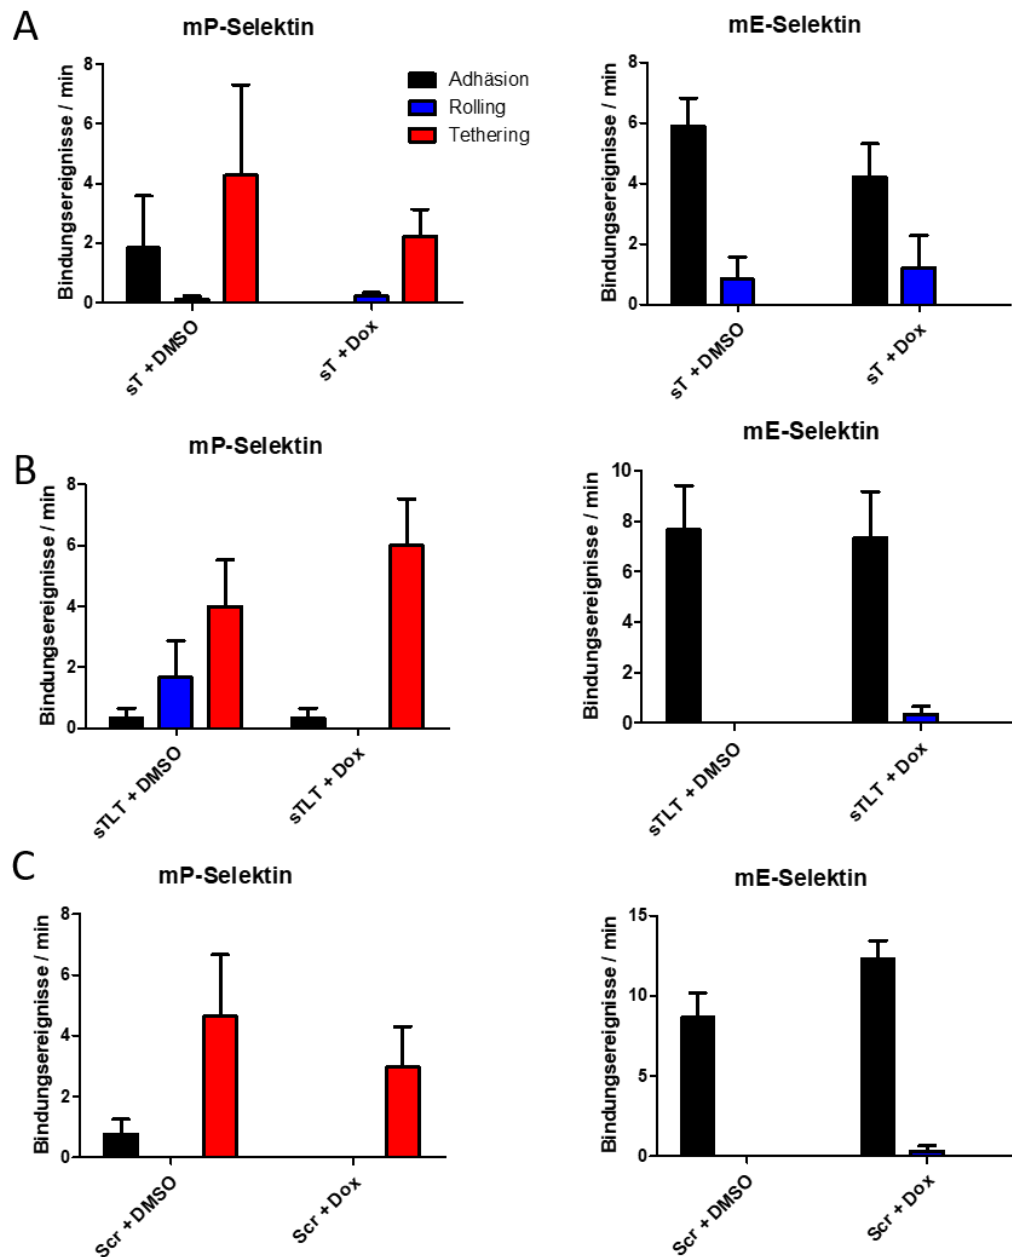 A
mP-Selektin
mE-Selektin
Bindungsereignisse / min
8
6
4
2
0
Adhäsion
Rolling
Tethering
sT + DMSO
sT + Dox
Bindungsereignisse / min
8
6
4
2
0
sT + DMSO
sT + Dox
B
mP-Selektin
mE-Selektin
Bindungsereignisse / min
8
6
4
2
0
sTLT + DMSO
sTLT + Dox
Bindungsereignisse / min
10
8
6
4
2
0
sTLT + DMSO
sTLT + Dox
C
mP-Selektin
mE-Selektin
Bindungsereignisse / min
8
6
4
2
0
Scr + DMSO
Scr + Dox
Bindungsereignisse / min
15
10
5
0
Scr + DMSO
Scr + Dox